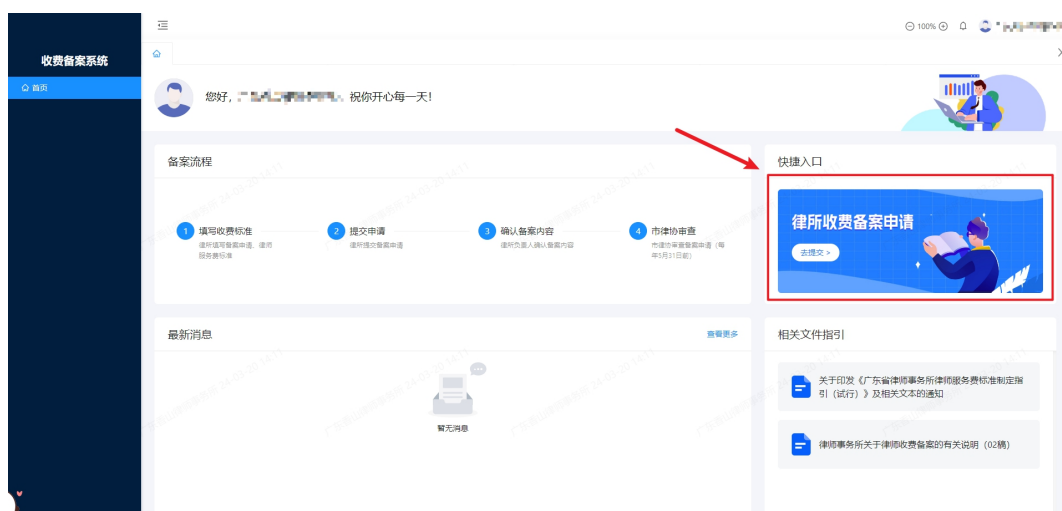 100%
收费备案系统
首页
您好，
祝你开心每一天！
备案流程
快捷入口
1 填写收费标准
律所填写备案申请、律师
服务费标准
2 提交申请
律所提交备案申请
3 确认备案内容
律所负责人确认备案内容
4 市律协审查
市律协审查备案申请（每
年3月31日前）
律所收费备案申请
去提交 >
最新消息
查看更多
暂无消息
相关文件指引
关于印发《广东省律师事务所律师服务费标准制定指
引（试行）》及相关文本的通知
律师事务所关于律师收费备案的有关说明（02稿）